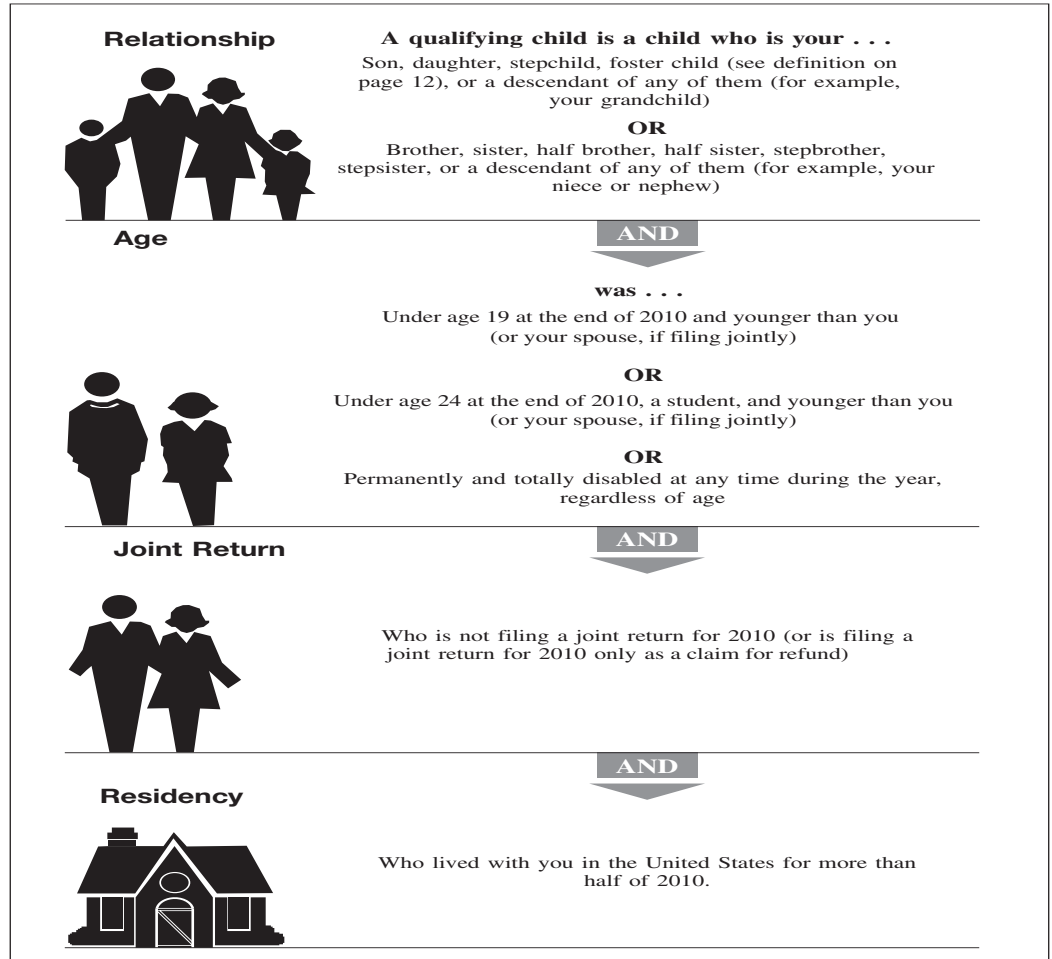 Relationship
A qualifying child is a child who is your . . .
Son, daughter, stepchild, foster child (see definition on
page 12), or a descendant of any of them (for example,
your grandchild)
OR
Brother, sister, half brother, half sister, stepbrother,
stepsister, or a descendant of any of them (for example, your
niece or nephew)
AND
Age
was . . .
Under age 19 at the end of 2010 and younger than you
(or your spouse, if filing jointly)
OR
Under age 24 at the end of 2010, a student, and younger than you
(or your spouse, if filing jointly)
OR
Permanently and totally disabled at any time during the year,
regardless of age
AND
Joint Return
Who is not filing a joint return for 2010 (or is filing a
joint return for 2010 only as a claim for refund)
AND
Residency
Who lived with you in the United States for more than
half of 2010.